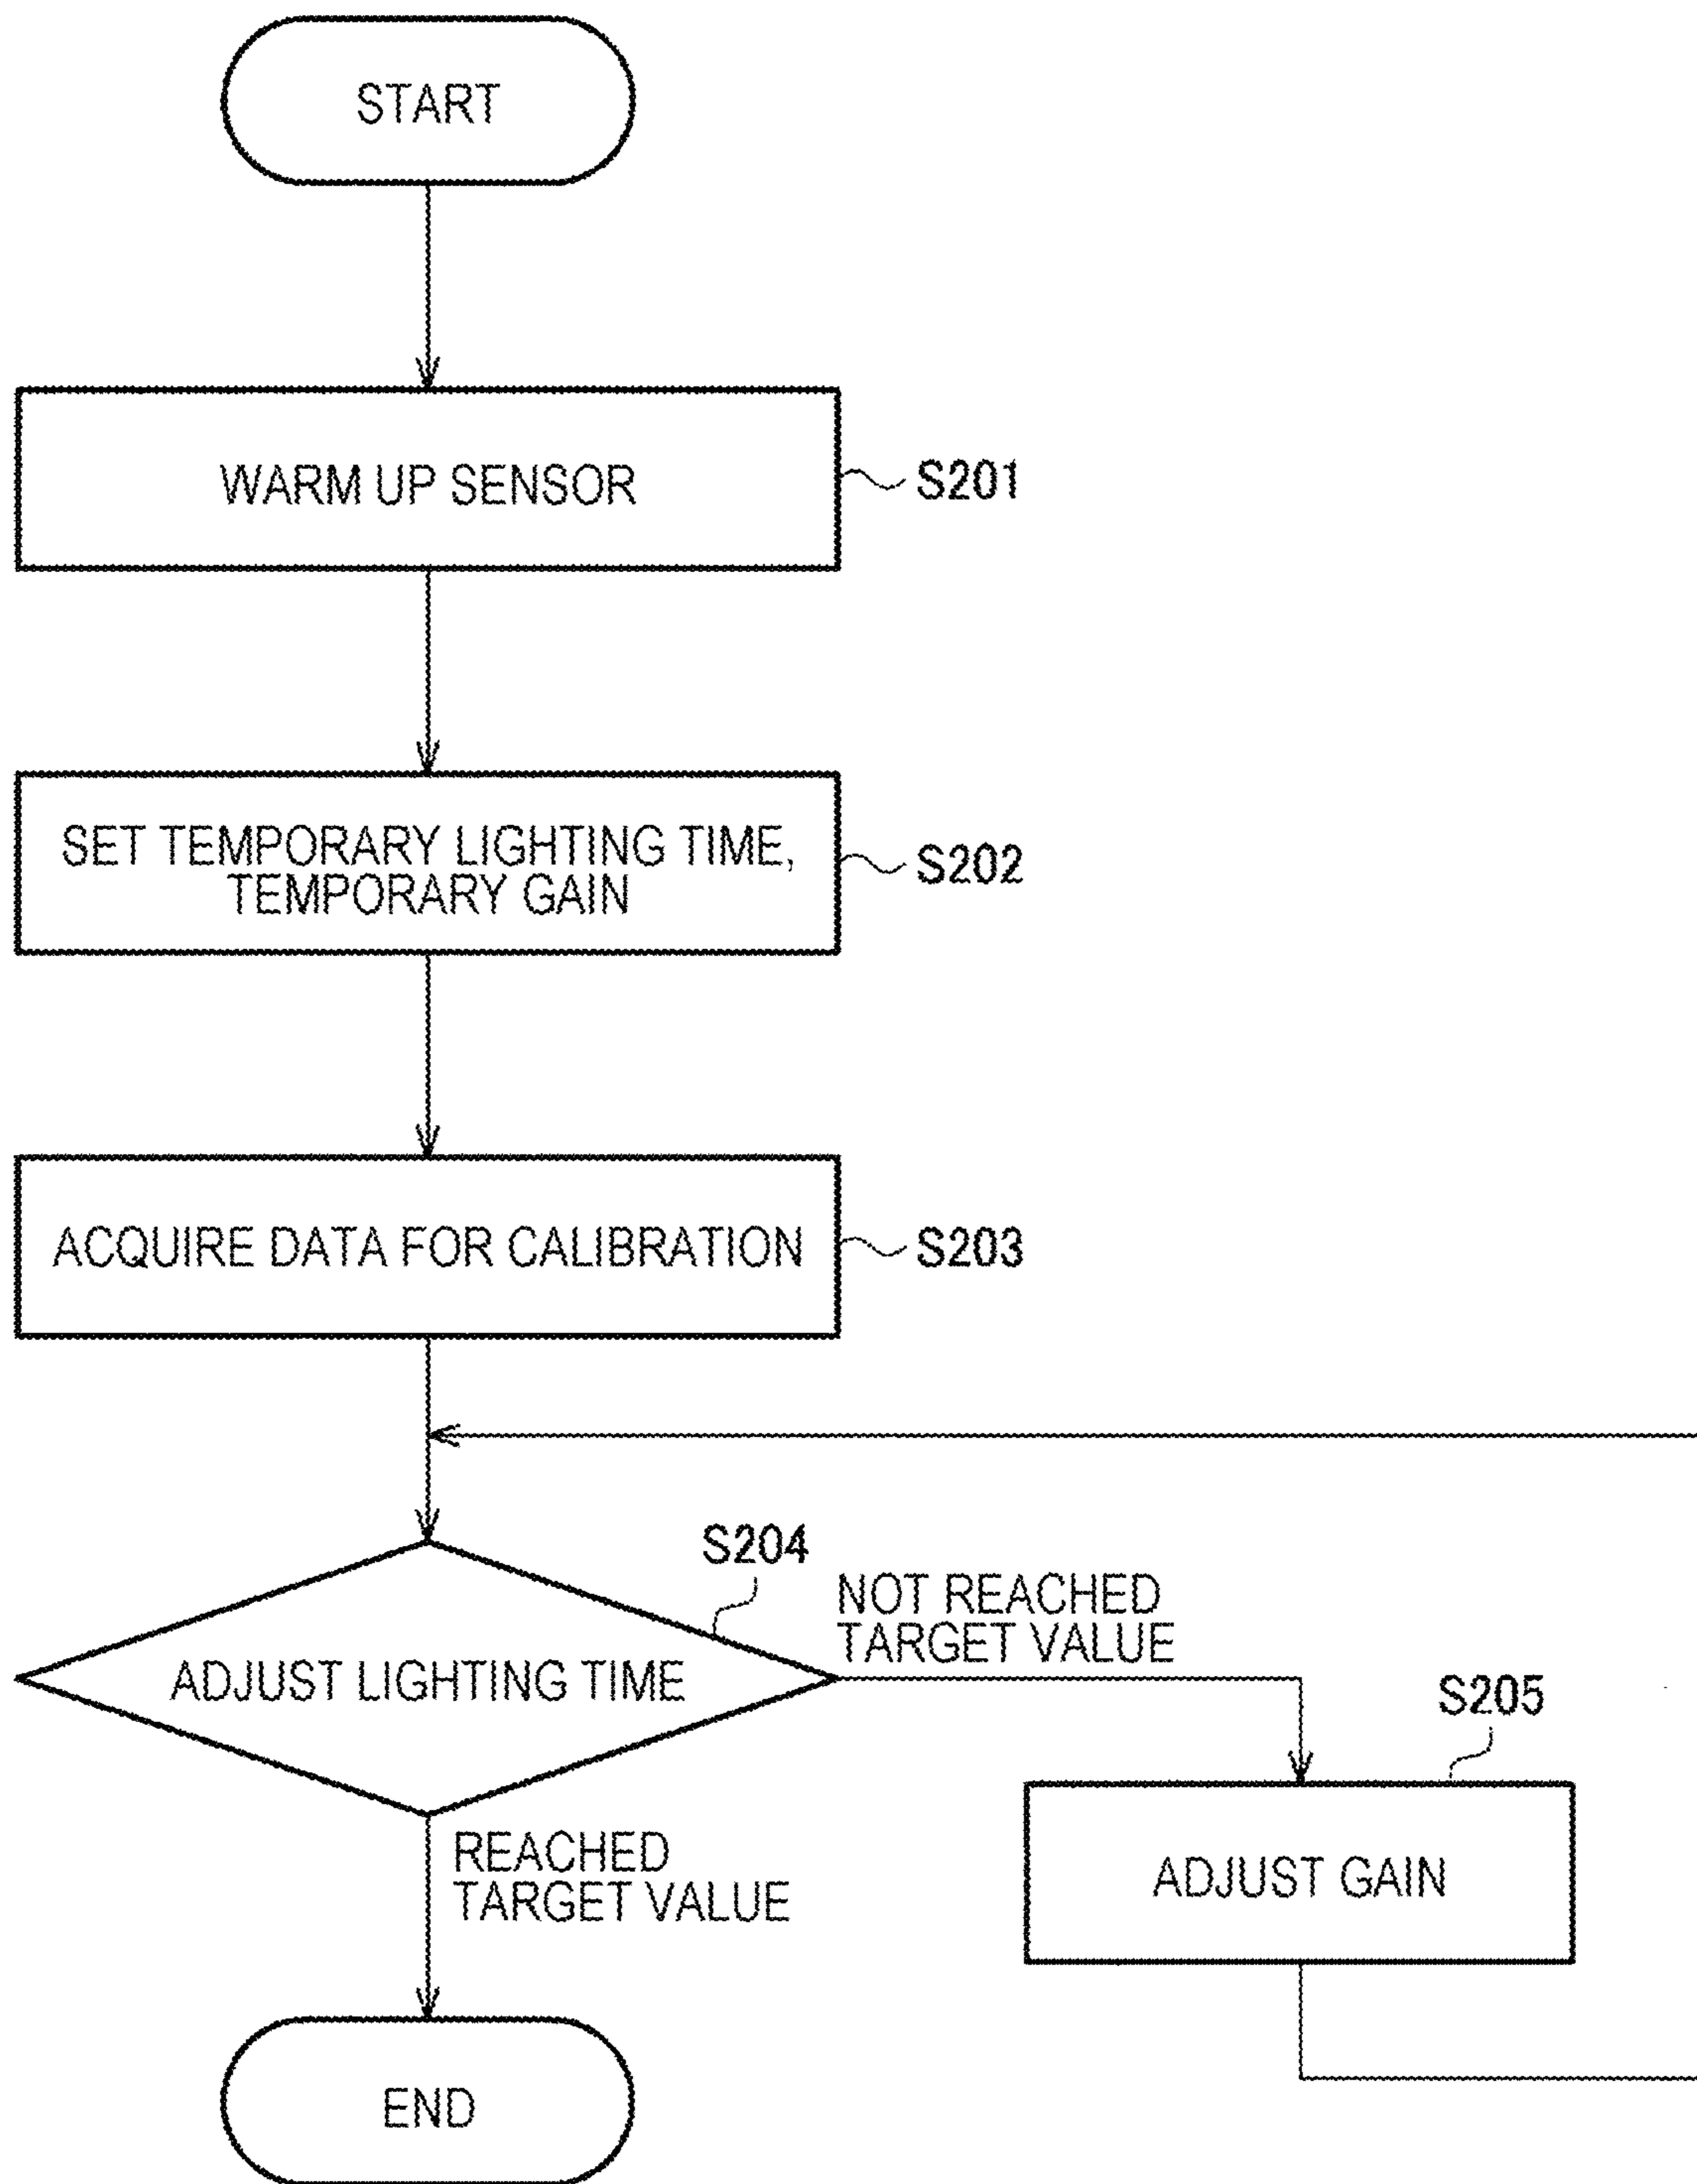 START
WARM UP SENSOR
S201
SET TEMPORARY LIGHTING TIME,
TEMPORARY GAIN
S202
ACQUIRE DATA FOR CALIBRATION
S203
S204
ADJUST LIGHTING TIME
NOT REACHED
TARGET VALUE
S205
ADJUST GAIN
REACHED
TARGET VALUE
END